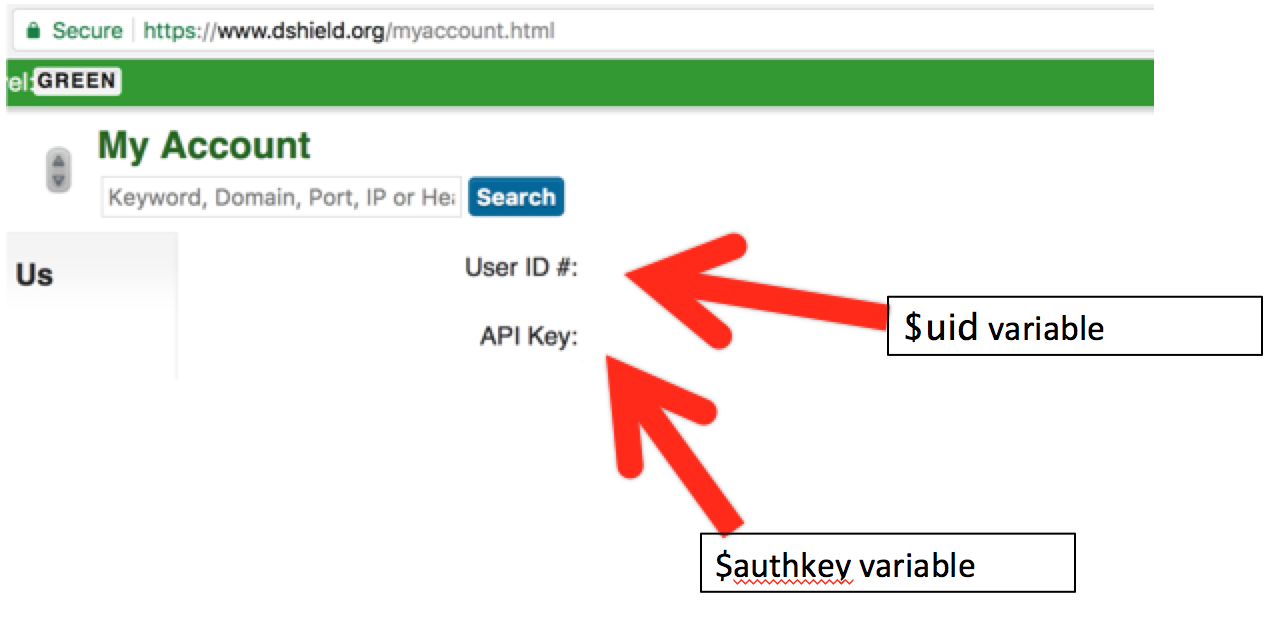 Secure https://www.dshield.org/myaccount.html
el: GREEN
My Account
Keyword, Domain, Port, IP or Hea
Search
Us
User ID #:
$uid variable
API Key:
$authkey variable